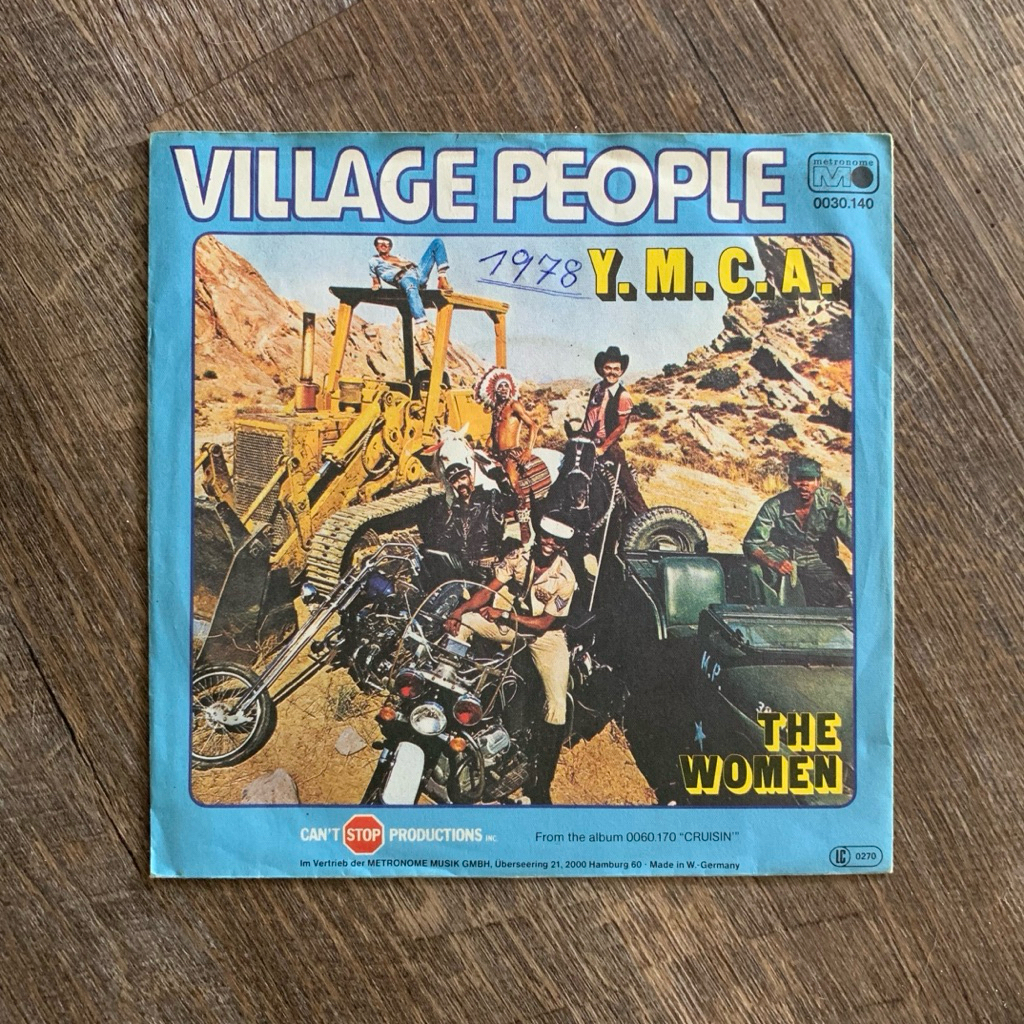 VILLAGE PEOPLE
metronome
M
0030.140
1978 Y. M. C. A.
M.P
THE
WOMEN
CAN'T STOP PRODUCTIONS INC. From the album 0060.170 "CRUISIN'"
Im Vertrieb der METRONOME MUSIK GMBH, Überseering 21, 2000 Hamburg 60 · Made in W.-Germany
LC 0270